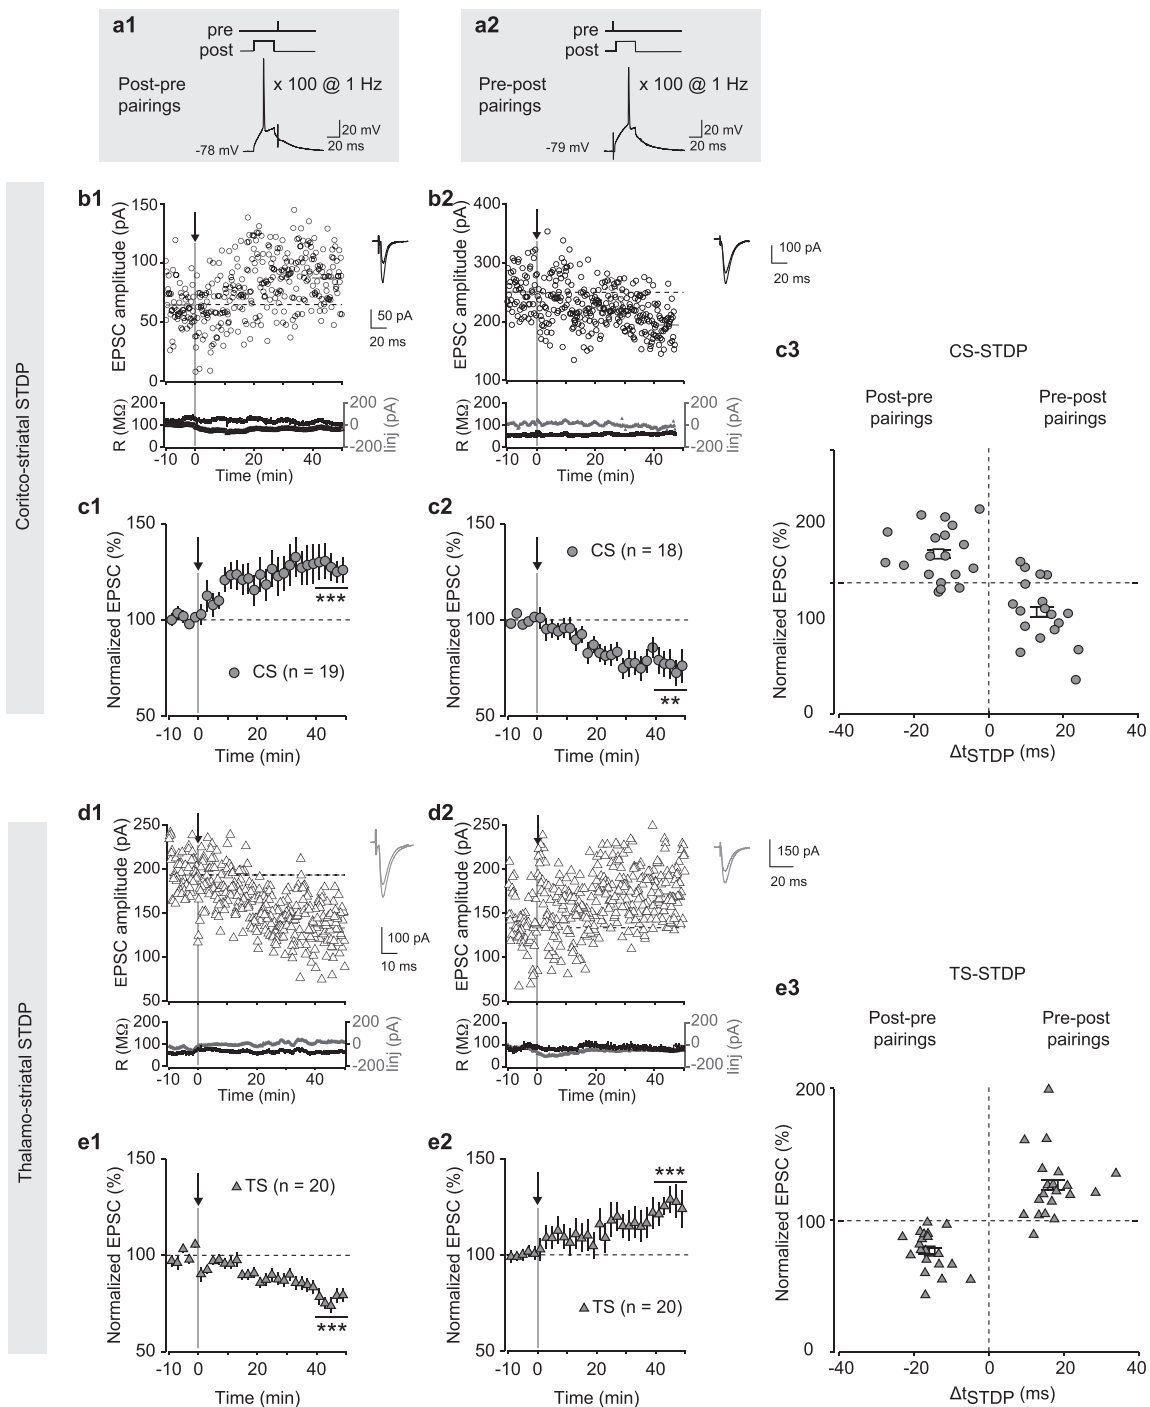 a1
pre
post
Post-pre
pairings
x 100 @ 1 Hz
20 mV
20 ms
-78 mV
a2
pre
post
Pre-post
pairings
x 100 @ 1 Hz
20 mV
20 ms
-79 mV
Coritco-striatal STDP
b1
EPSC amplitude (pA)
150
100
50
0
50 pA
20 ms
R (MΩ)
200
100
0
200
0
-200
Iinj (pA)
-10 0 20 40
Time (min)
b2
EPSC amplitude (pA)
400
300
200
100
100 pA
20 ms
R (MΩ)
200
100
0
200
0
-200
Iinj (pA)
-10 0 20 40
Time (min)
c1
Normalized EPSC (%)
150
100
50
***
CS (n = 19)
-10 0 20 40
Time (min)
c2
Normalized EPSC (%)
150
100
50
CS (n = 18)
**
-10 0 20 40
Time (min)
c3
CS-STDP
Post-pre
pairings
Pre-post
pairings
Normalized EPSC (%)
200
100
0
-40 -20 0 20 40
ΔtSTDP (ms)
Thalamo-striatal STDP
d1
EPSC amplitude (pA)
250
200
150
100
50
100 pA
10 ms
R (MΩ)
200
100
0
200
0
-200
Iinj (pA)
-10 0 20 40
Time (min)
d2
EPSC amplitude (pA)
250
200
150
100
50
150 pA
20 ms
R (MΩ)
200
100
0
200
0
-200
Iinj (pA)
-10 0 20 40
Time (min)
e1
Normalized EPSC (%)
150
100
50
TS (n = 20)
***
-10 0 20 40
Time (min)
e2
Normalized EPSC (%)
150
100
50
***
TS (n = 20)
-10 0 20 40
Time (min)
TS-STDP
e3
Post-pre
pairings
Pre-post
pairings
Normalized EPSC (%)
200
100
0
-40 -20 0 20 40
ΔtSTDP (ms)